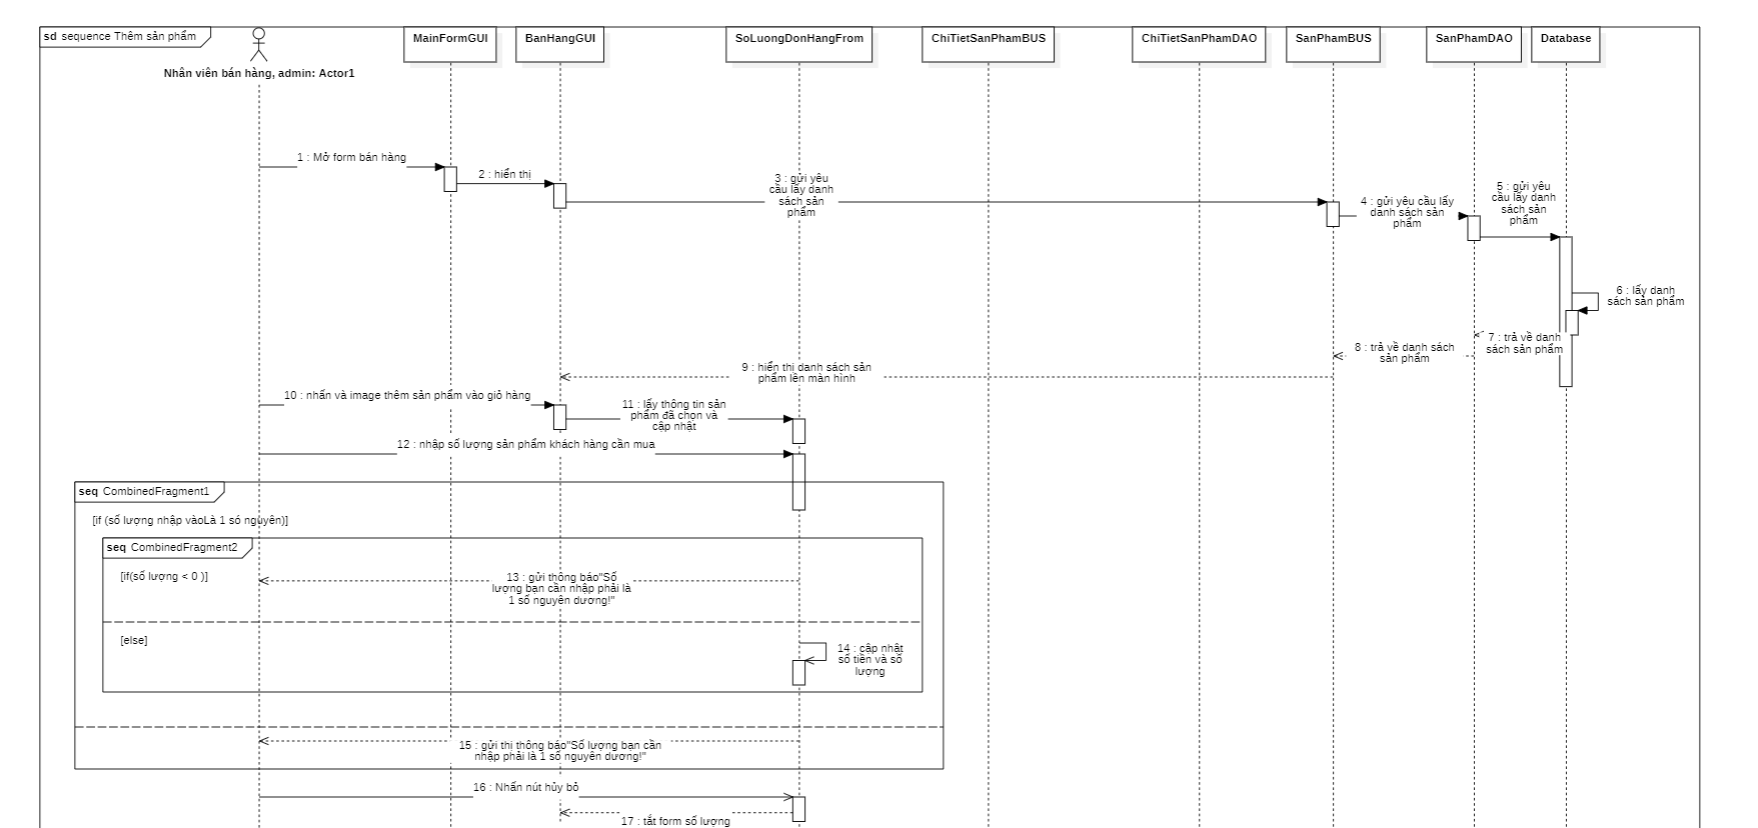 sd sequence Thêm sản phẩm
Nhân viên bán hàng, admin: Actor1
MainFormGUI
BanHangGUI
SoLuongDonHangFrom
ChiTietSanPhamBUS
ChiTietSanPhamDAO
SanPhamBUS
SanPhamDAO
Database
1 : Mở form bán hàng
2 : hiển thị
3 : gửi yêu
cầu lấy danh
sách sản
phẩm
4 : gửi yêu cầu lấy
danh sách sản
phẩm
5 : gửi yêu
cầu lấy danh
sách sản
phẩm
6 : lấy danh
sách sản phẩm
7 : trả về danh
sách sản phẩm
8 : trả về danh sách
sản phẩm
9 : hiển thị danh sách sản
phẩm lên màn hình
10 : nhấn và image thêm sản phẩm vào giỏ hàng
11 : lấy thông tin sản
phẩm đã chọn và
cập nhật
12 : nhập số lượng sản phẩm khách hàng cần mua
seq CombinedFragment1
[if (số lượng nhập vàoLà 1 só nguyên)]
seq CombinedFragment2
[if(số lượng < 0 )]
13 : gửi thông báo"Số
lượng bạn cần nhập phải là
1 số nguyên dương!"
[else]
14 : cập nhật
số tiền và số
lượng
15 : gửi thị thông báo"Số lượng bạn cần
nhập phải là 1 số nguyên dương!"
16 : Nhấn nút hủy bỏ
17 : tắt form số lượng